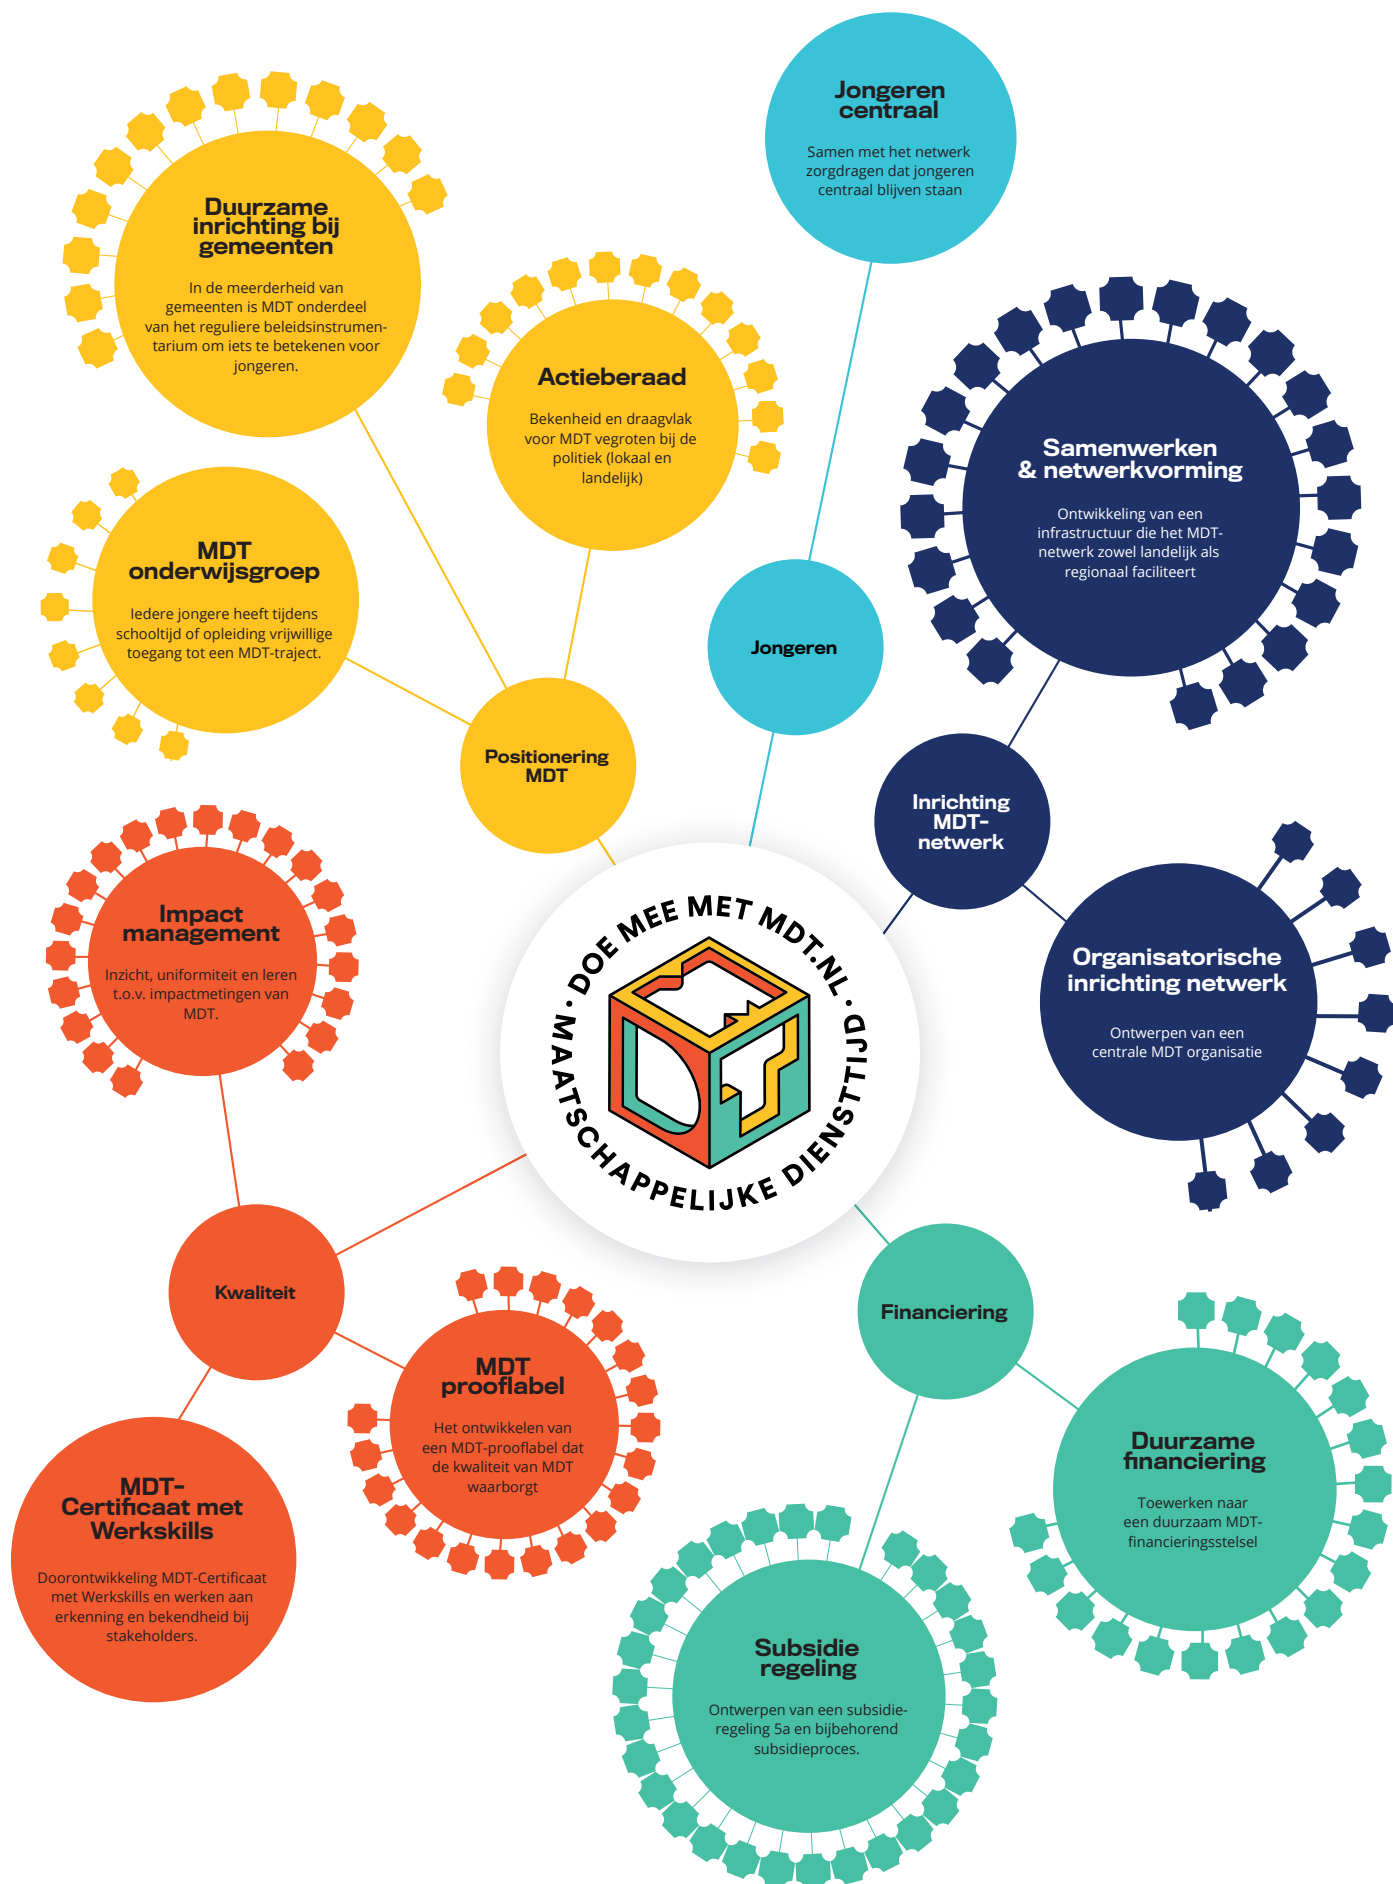 Jongeren
centraal
Samen met het netwerk
zorgdragen dat jongeren
centraal blijven staan
Duurzame
inrichting bij
gemeenten
In de meerderheid van
gemeenten is MDT onderdeel
van het reguliere beleidsinstrumen-
tarium om iets te betekenen voor
jongeren.
Actieberaad
Bekenheid en draagvlak
voor MDT vegroten bij de
politiek (lokaal en
landelijk)
Samenwerken
& netwerkvorming
Ontwikkeling van een
infrastructuur die het MDT-
netwerk zowel landelijk als
regionaal faciliteert
MDT
onderwijsgroep
Iedere jongere heeft tijdens
schooltijd of opleiding vrijwillige
toegang tot een MDT-traject.
Jongeren
Positionering
MDT
Inrichting
MDT-
netwerk
Impact
management
Inzicht, uniformiteit en leren
t.o.v. impactmetingen van
MDT.
DOE MEE MET MDT.NL •
MAATSCHAPPELIJKE DIENSTTIJD •
Organisatorische
inrichting netwerk
Ontwerpen van een
centrale MDT organisatie
Kwaliteit
Financiering
MDT
prooflabel
Het ontwikkelen van
een MDT-prooflabel dat
de kwaliteit van MDT
waarborgt
Duurzame
financiering
Toewerken naar
een duurzaam MDT-
financieringsstelsel
MDT-
Certificaat met
Werkskills
Doorontwikkeling MDT-Certificaat
met Werkskills en werken aan
erkenning en bekendheid bij
stakeholders.
Subsidie
regeling
Ontwerpen van een subsidie-
regeling 5a en bijbehorend
subsidieproces.